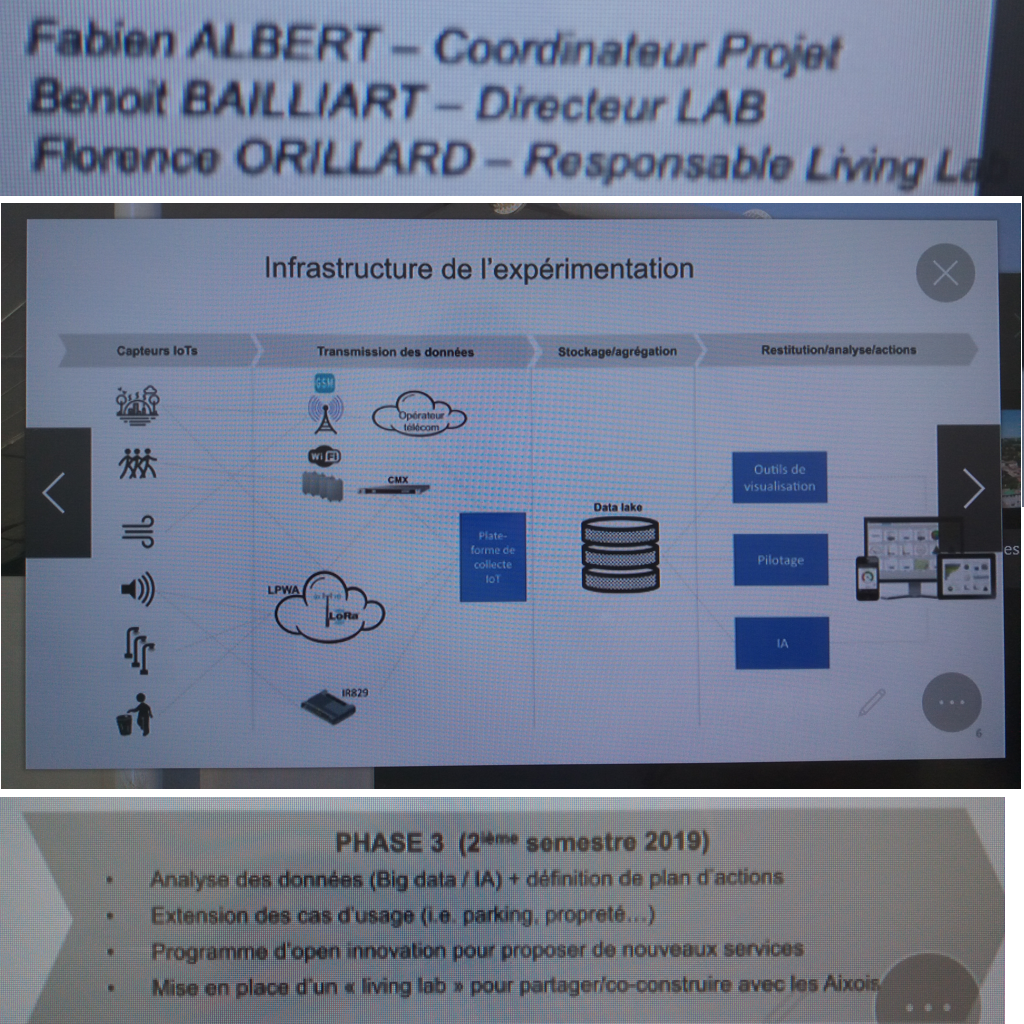 Fabien ALBERT – Coordinateur Projet
Benoit BAILLIART – Directeur LAB
Florence ORILLARD – Responsable Living Lab
Infrastructure de l'expérimentation
Capteurs IoTs
Transmission des données
Stockage/agrégation
Restitution/analyse/actions
GSM
Opérateur
télécom
WiFi
CMX
Plate-
forme de
collecte
IoT
Data lake
Outils de
visualisation
Pilotage
IA
LPWA
LoRa
IR829
6
es
PHASE 3 (2ième semestre 2019)
• Analyse des données (Big data / IA) + définition de plan d'actions
• Extension des cas d'usage (i.e. parking, propreté…)
• Programme d'open innovation pour proposer de nouveaux services
• Mise en place d'un « living lab » pour partager/co-construire avec les Aixois